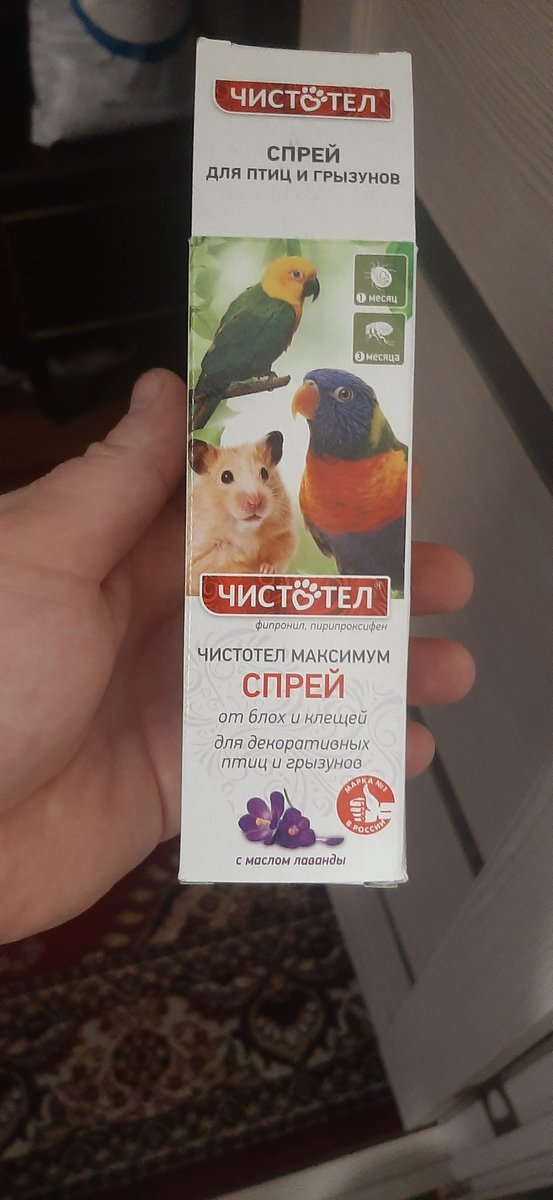 ЧИСТОТЕЛ
СПРЕЙ
ДЛЯ ПТИЦ И ГРЫЗУНОВ
1 месяц
3 месяца
ЧИСТОТЕЛ®
фипронил, пирипроксифен
ЧИСТОТЕЛ МАКСИМУМ
СПРЕЙ
от блох и клещей
для декоративных
птиц и грызунов
МАРКА №1
В РОССИИ
с маслом лаванды